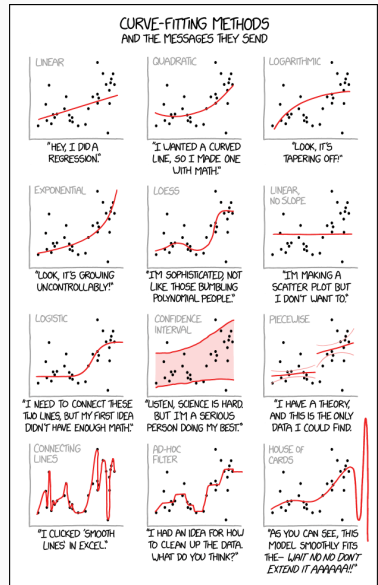 CURVE-FITTING METHODS
AND THE MESSAGES THEY SEND
LINEAR
"HEY, I DID A
REGRESSION."
QUADRATIC
"I WANTED A CURVED
LINE, SO I MADE ONE
WITH MATH."
LOGARITHMIC
"LOOK, IT'S
TAPERING OFF!"
EXPONENTIAL
"LOOK, IT'S GROWING
UNCONTROLLABLY!"
LOESS
"I'M SOPHISTICATED, NOT
LIKE THOSE BUMBLING
POLYNOMIAL PEOPLE."
LINEAR,
NO SLOPE
"I'M MAKING A
SCATTER PLOT BUT
I DON'T WANT TO."
LOGISTIC
"I NEED TO CONNECT THESE
TWO LINES, BUT MY FIRST IDEA
DIDN'T HAVE ENOUGH MATH."
CONFIDENCE
INTERVAL
"LISTEN, SCIENCE IS HARD.
BUT I'M A SERIOUS
PERSON DOING MY BEST."
PIECEWISE
"I HAVE A THEORY,
AND THIS IS THE ONLY
DATA I COULD FIND.
CONNECTING
LINES
"I CLICKED 'SMOOTH
LINES' IN EXCEL."
AD-HOC
FILTER
"I HAD AN IDEA FOR HOW
TO CLEAN UP THE DATA.
WHAT DO YOU THINK?"
HOUSE OF
CARDS
"AS YOU CAN SEE, THIS
MODEL SMOOTHLY FITS
THE- WAIT NO NO DON'T
EXTEND IT AAAAAA!!"